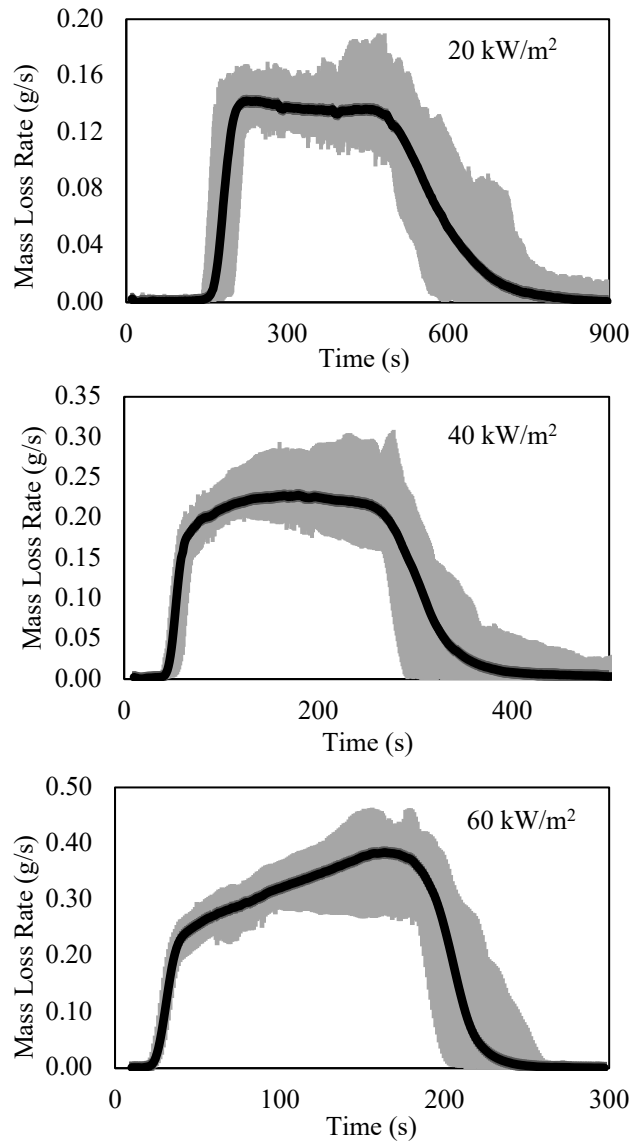 0.20
20 kW/m²
0.16
0.12
0.08
0.04
0.00
0 300 600 900
Mass Loss Rate (g/s)
Time (s)
0.35
40 kW/m²
0.30
0.25
0.20
0.15
0.10
0.05
0.00
0 200 400
Mass Loss Rate (g/s)
Time (s)
0.50
60 kW/m²
0.40
0.30
0.20
0.10
0.00
0 100 200 300
Mass Loss Rate (g/s)
Time (s)